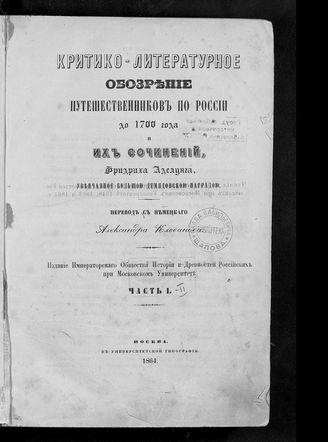 КРИТИКО-ЛИТЕРАТУРНОЕ
ОБОЗРѢНІЕ
ПУТЕШЕСТВЕННИКОВЪ ПО РОССІИ
до 1700 года
и
ИХЪ СОЧИНЕНІЙ,
Фридриха Аделунга,
УВѢНЧАННОЕ БОЛЬШОЮ ДЕМИДОВСКОЮ НАГРАДОЮ.
ПЕРЕВОДЪ СЪ НѢМЕЦКАГО
Александра Клеванова.
Изданіе Императорскаго Общества Исторіи и Древностей Россійскихъ
при Московскомъ Университетѣ
ЧАСТЬ I.-II
МОСКВА.
ВЪ УНИВЕРСИТЕТСКОЙ ТИПОГРАФІИ.
1864.